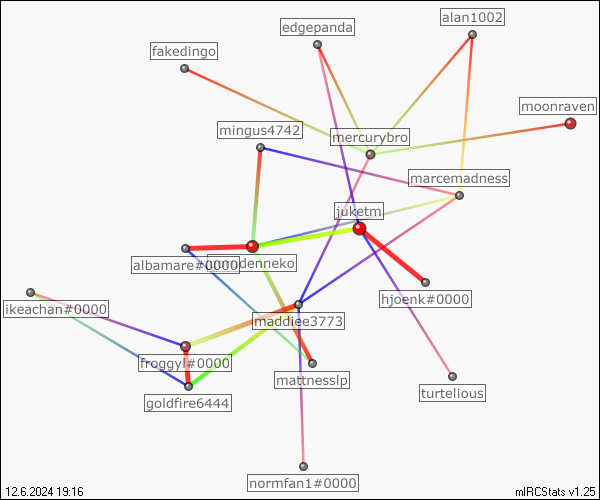 alan1002
edgepanda
fakedingo
moonraven
mingus4742
mercurybro
marcemadness
juketm
albamare#0000
denneko
hjoenk#0000
ikeachan#0000
maddiee3773
froggyl#0000
mattnesslp
turtelious
goldfire6444
normfan1#0000
12.6.2024 19:16
mIRCStats v1.25